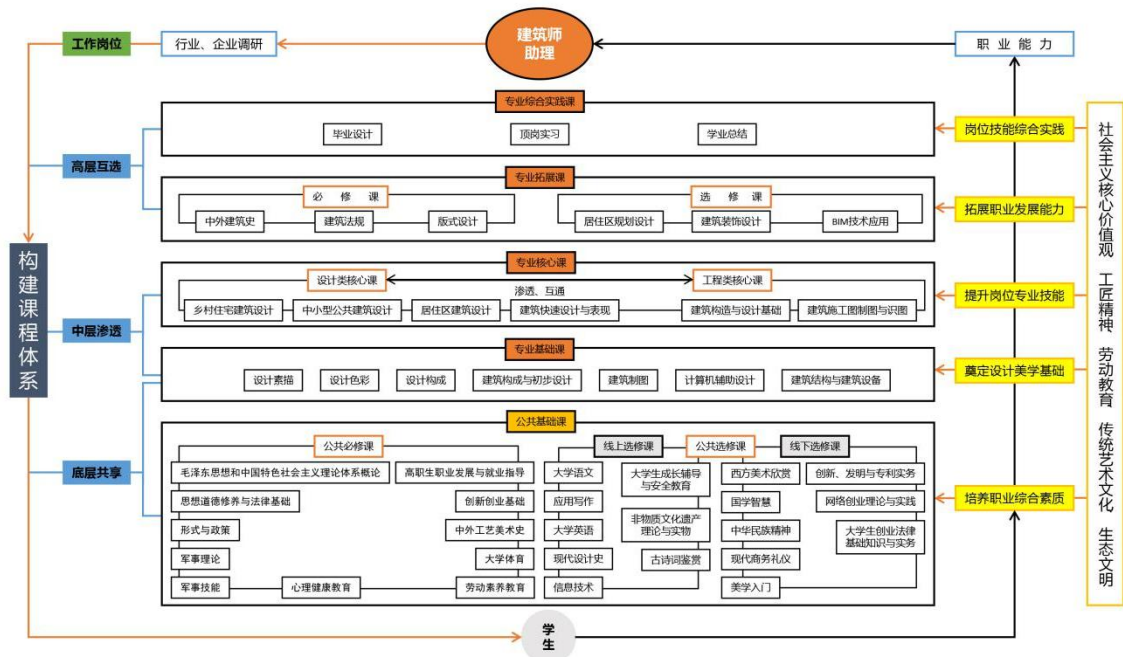 工作岗位
行业、企业调研
建筑师
助理
职业能力
专业综合实践课
毕业设计
顶岗实习
学业总结
岗位技能综合实践
高层互选
专业拓展课
必修课
选修课
中外建筑史
建筑法规
版式设计
居住区规划设计
建筑装饰设计
BIM技术应用
拓展职业发展能力
构建课程体系
中层渗透
专业核心课
设计类核心课
工程类核心课
渗透、互通
乡村住宅建筑设计
中小型公共建筑设计
居住区建筑设计
建筑快速设计与表现
建筑构造与设计基础
建筑施工图制图与识图
提升岗位专业技能
专业基础课
设计素描
设计色彩
设计构成
建筑构成与初步设计
建筑制图
计算机辅助设计
建筑结构与建筑设备
奠定设计美学基础
底层共享
公共基础课
公共必修课
毛泽东思想和中国特色社会主义理论体系概论
高职生职业发展与就业指导
思想道德修养与法律基础
创新创业基础
形式与政策
中外工艺美术史
军事理论
大学体育
军事技能
心理健康教育
劳动素养教育
线上选修课
公共选修课
线下选修课
大学语文
大学生成长辅导
与安全教育
应用写作
大学英语
非物质文化遗产
理论与实物
现代设计史
古诗词鉴赏
信息技术
西方美术欣赏
创新、发明与专利实务
国学智慧
网络创业理论与实践
中华民族精神
大学生创业法律
基础知识与实务
现代商务礼仪
美学入门
培养职业综合素质
社会主义核心价值观 工匠精神、劳动教育 传统艺术文化 生态文明
学
生